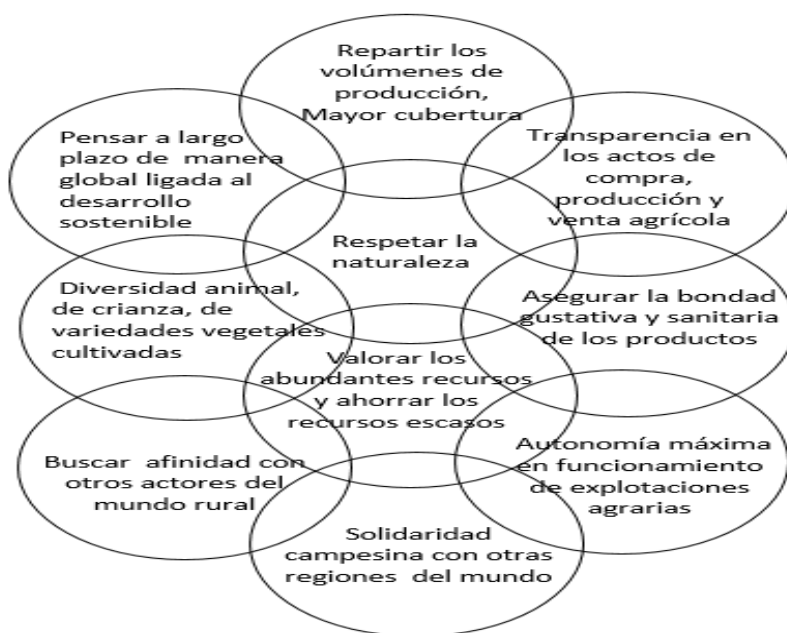 Repartir los
volúmenes de
producción,
Mayor cubertura
Pensar a largo
plazo de manera
global ligada al
desarrollo
sostenible
Transparencia en
los actos de
compra,
producción y
venta agrícola
Respetar la
naturaleza
Diversidad animal,
de crianza, de
variedades vegetales
cultivadas
Asegurar la bondad
gustativa y sanitaria
de los productos
Valorar los
abundantes recursos
y ahorrar los
recursos escasos
Buscar afinidad con
otros actores del
mundo rural
Autonomía máxima
en funcionamiento
de explotaciones
agrarias
Solidaridad
campesina con otras
regiones del mundo